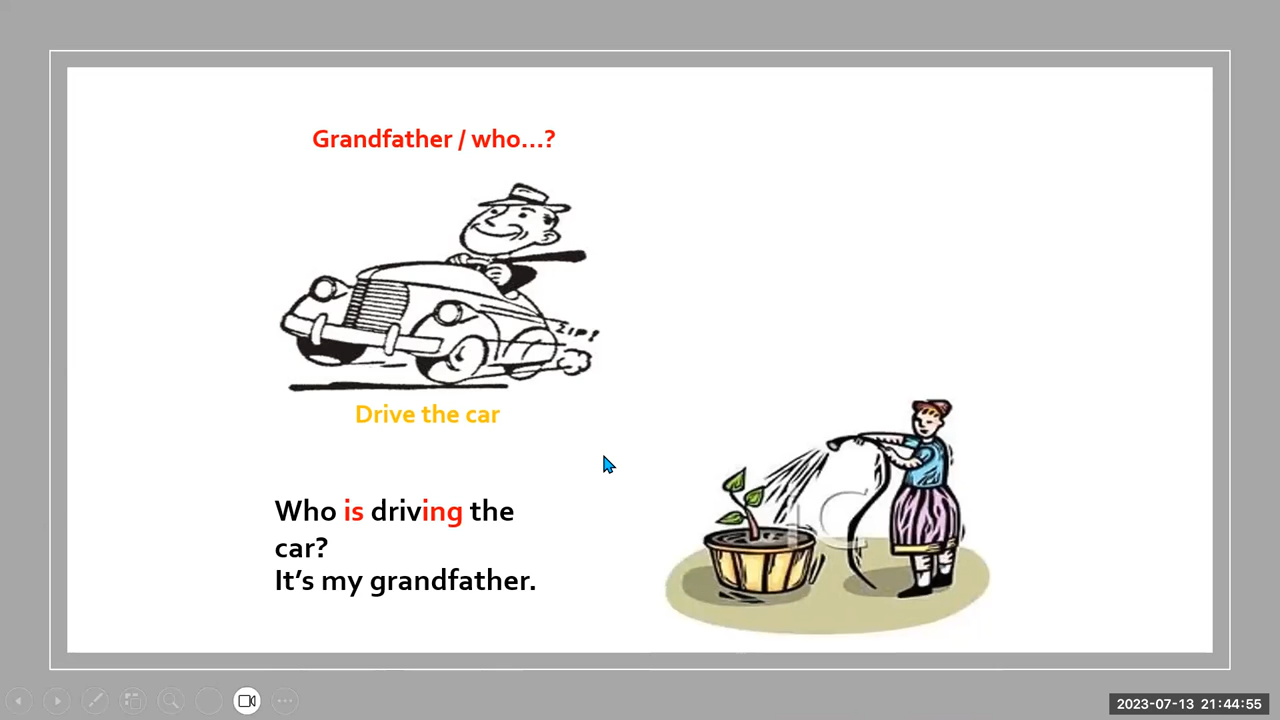 Grandfather / who...?
ZIP!
Drive the car
Who is driving the
car?
It's my grandfather.
2023-07-13 21:44:55